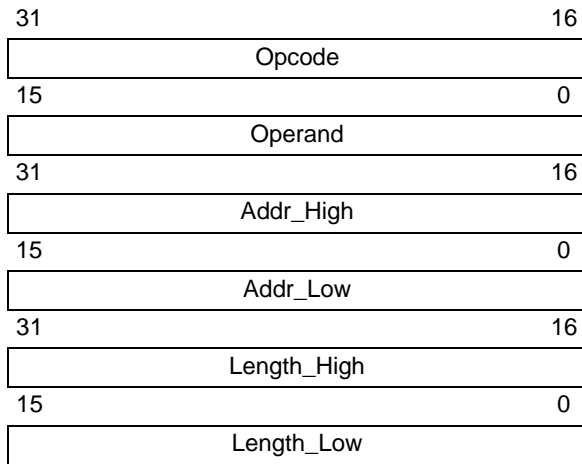 31 16
Opcode
15 0
Operand
31 16
Addr_High
15 0
Addr_Low
31 16
Length_High
15 0
Length_Low